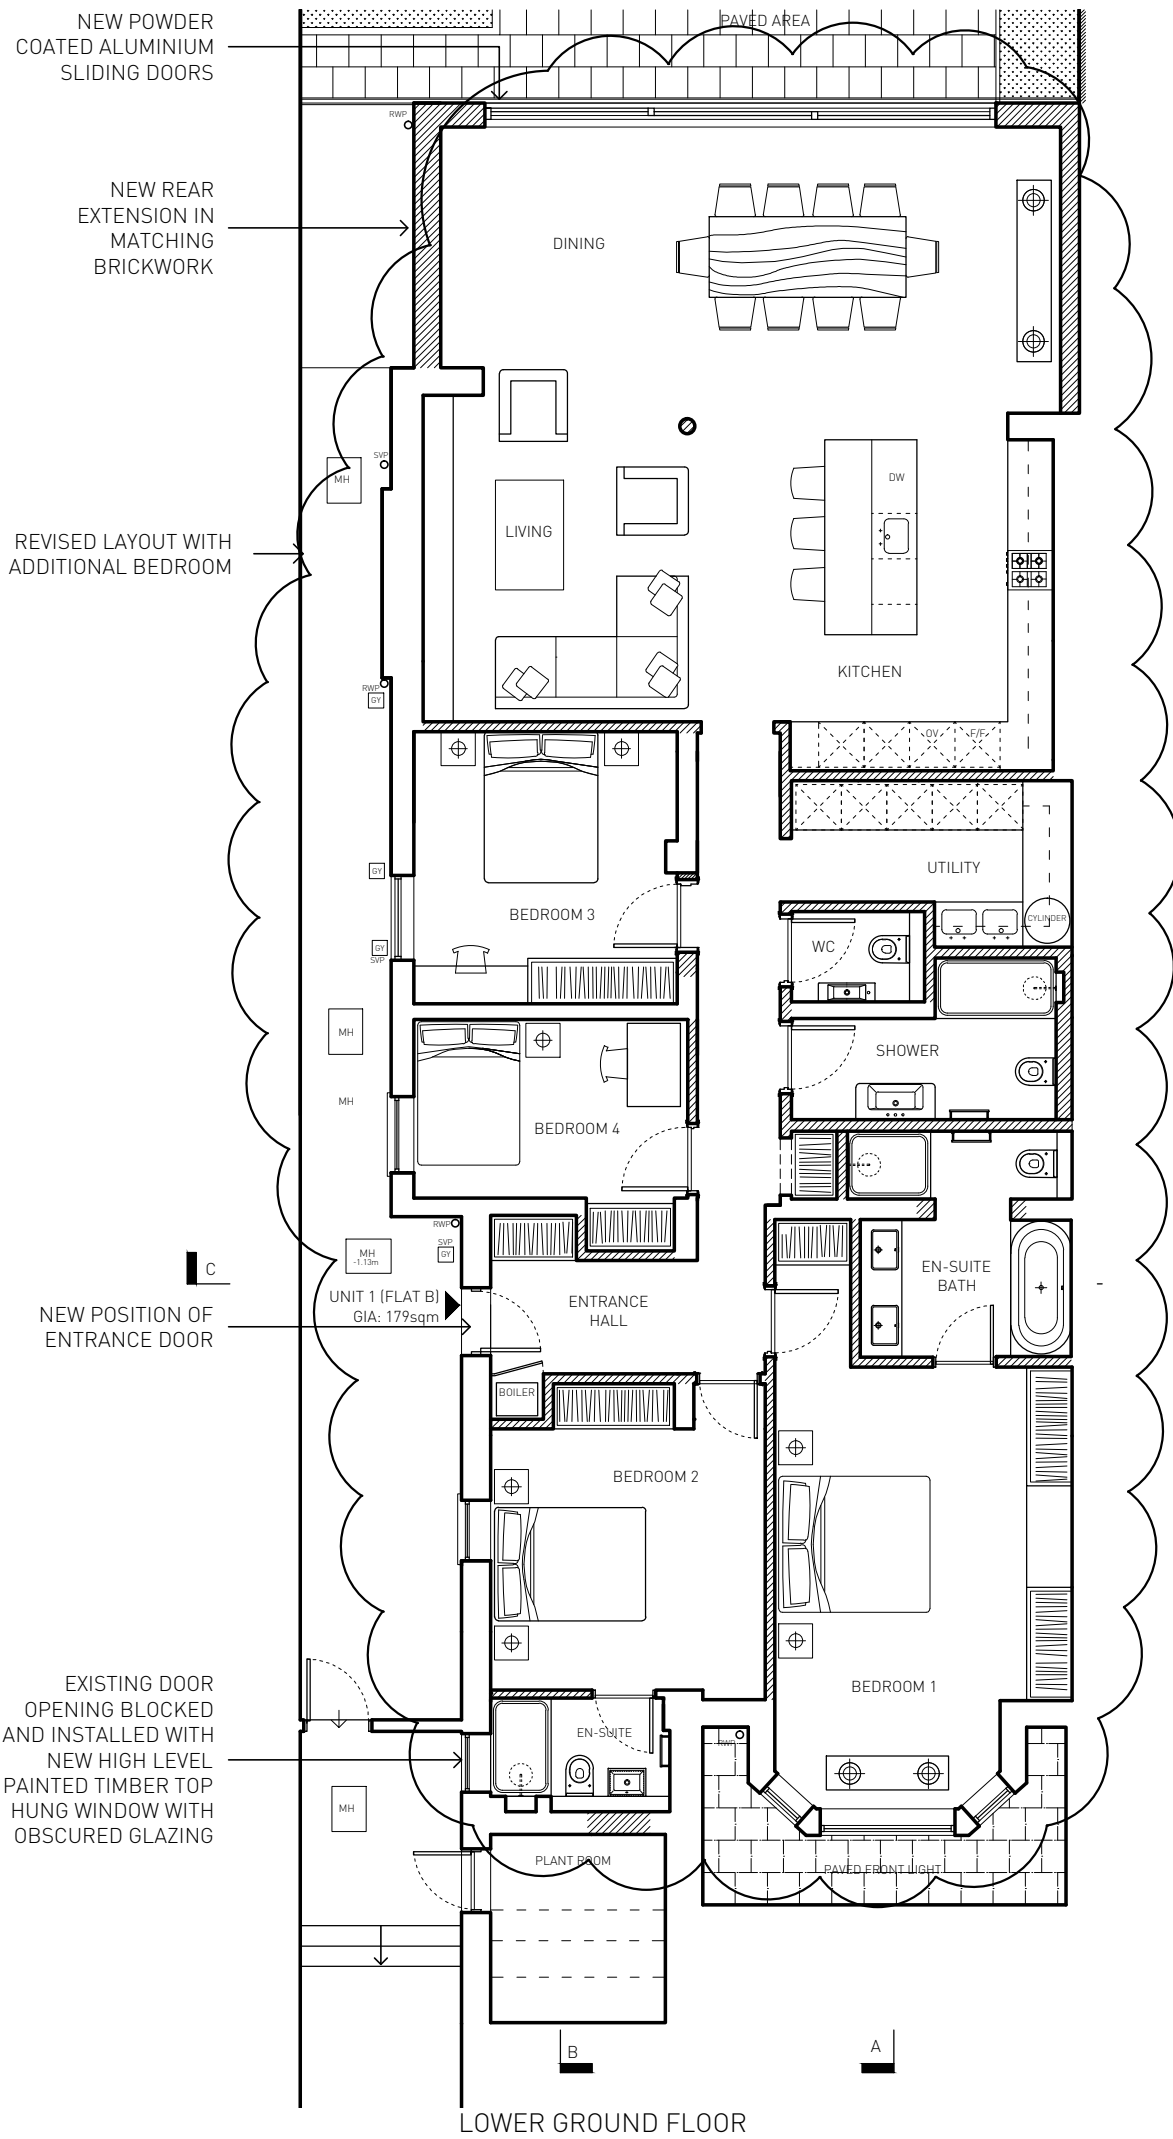 NEW POWDER
COATED ALUMINIUM
SLIDING DOORS
PAVED AREA
RWP
NEW REAR
EXTENSION IN
MATCHING
BRICKWORK
DINING
SVP
MH
DW
LIVING
REVISED LAYOUT WITH
ADDITIONAL BEDROOM
KITCHEN
RWP
GY
OV
F/F
GY
UTILITY
BEDROOM 3
CYLINDER
GY
SVP
WC
MH
SHOWER
MH
BEDROOM 4
RWP
SVP
GY
MH
-1.13m
C
EN-SUITE
BATH
-
UNIT 1 (FLAT B)
GIA: 179sqm
ENTRANCE
HALL
NEW POSITION OF
ENTRANCE DOOR
BOILER
BEDROOM 2
BEDROOM 1
EXISTING DOOR
OPENING BLOCKED
AND INSTALLED WITH
NEW HIGH LEVEL
PAINTED TIMBER TOP
HUNG WINDOW WITH
OBSCURED GLAZING
EN-SUITE
RWP
MH
PLANT ROOM
PAVED FRONT LIGHT
B
A
LOWER GROUND FLOOR